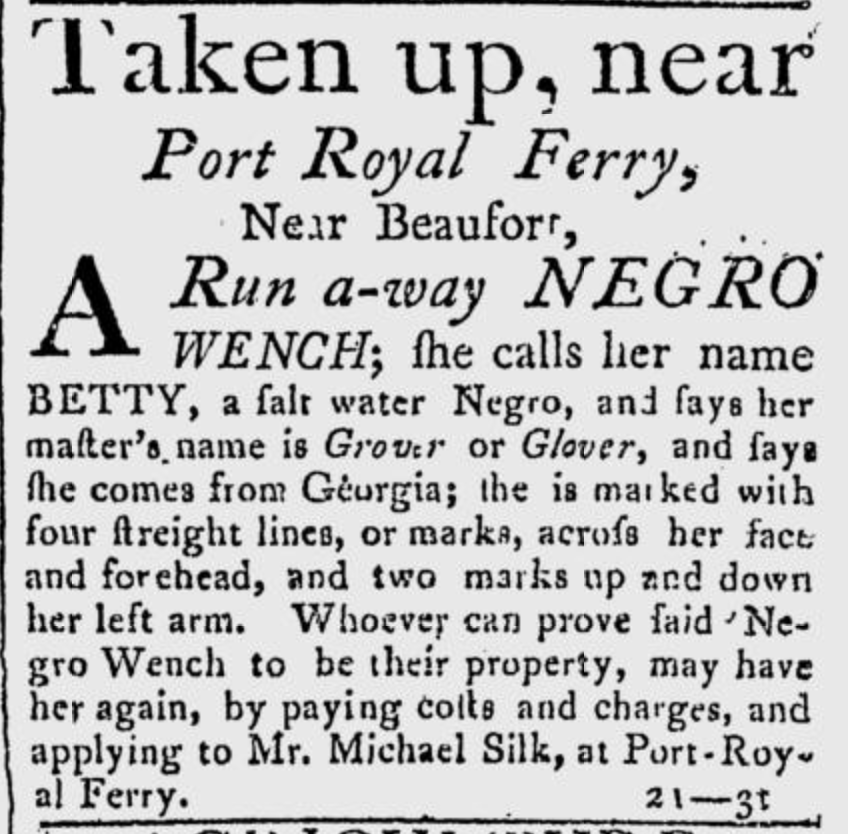 Taken up, near
Port Royal Ferry,
Near Beaufort,
A Run a-way NEGRO
WENCH; ſhe calls her name
BETTY, a ſalt water Negro, and ſays her
maſter's name is Grover or Glover, and ſays
ſhe comes from Georgia; ſhe is marked with
four ſtreight lines, or marks, acroſs her face
and forehead, and two marks up and down
her left arm. Whoever can prove ſaid Ne-
gro Wench to be their property, may have
her again, by paying coſts and charges, and
applying to Mr. Michael Silk, at Port-Roy-
al Ferry. 21—3t